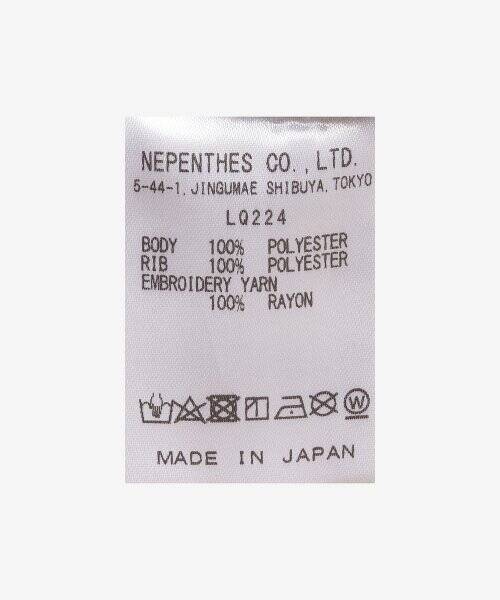 NEPENTHES CO.,LTD.
5-44-1, JINGUMAE SHIBUYA, TOKYO
LQ224
BODY 100% POLYESTER
RIB 100% POLYESTER
EMBROIDERY YARN
100% RAYON
W
MADE IN JAPAN